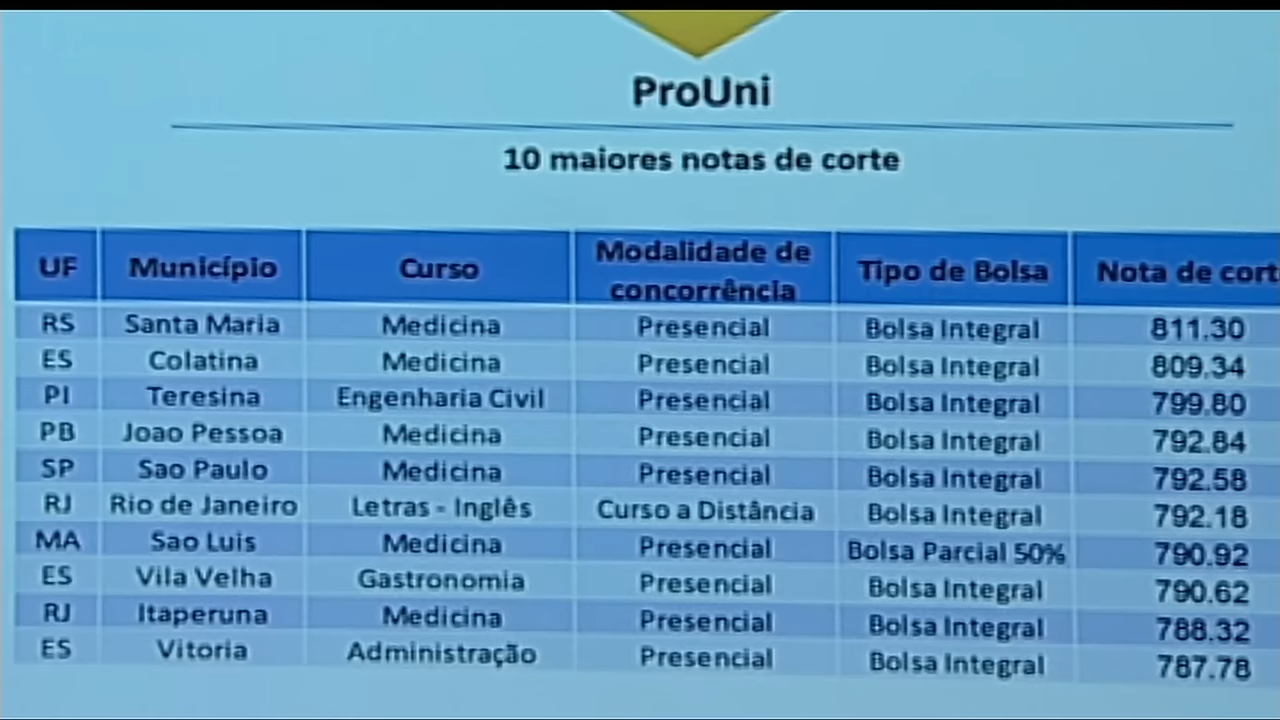 ProUni
10 maiores notas de corte
UF Município Curso Modalidade de concorrência Tipo de Bolsa Nota de cort
RS Santa Maria Medicina Presencial Bolsa Integral 811.30
ES Colatina Medicina Presencial Bolsa Integral 809.34
PI Teresina Engenharia Civil Presencial Bolsa Integral 799.80
PB Joao Pessoa Medicina Presencial Bolsa Integral 792.84
SP Sao Paulo Medicina Presencial Bolsa Integral 792.58
RJ Rio de Janeiro Letras - Inglês Curso a Distância Bolsa Integral 792.18
MA Sao Luis Medicina Presencial Bolsa Parcial 50% 790.92
ES Vila Velha Gastronomia Presencial Bolsa Integral 790.62
RJ Itaperuna Medicina Presencial Bolsa Integral 788.32
ES Vitoria Administração Presencial Bolsa Integral 787.78